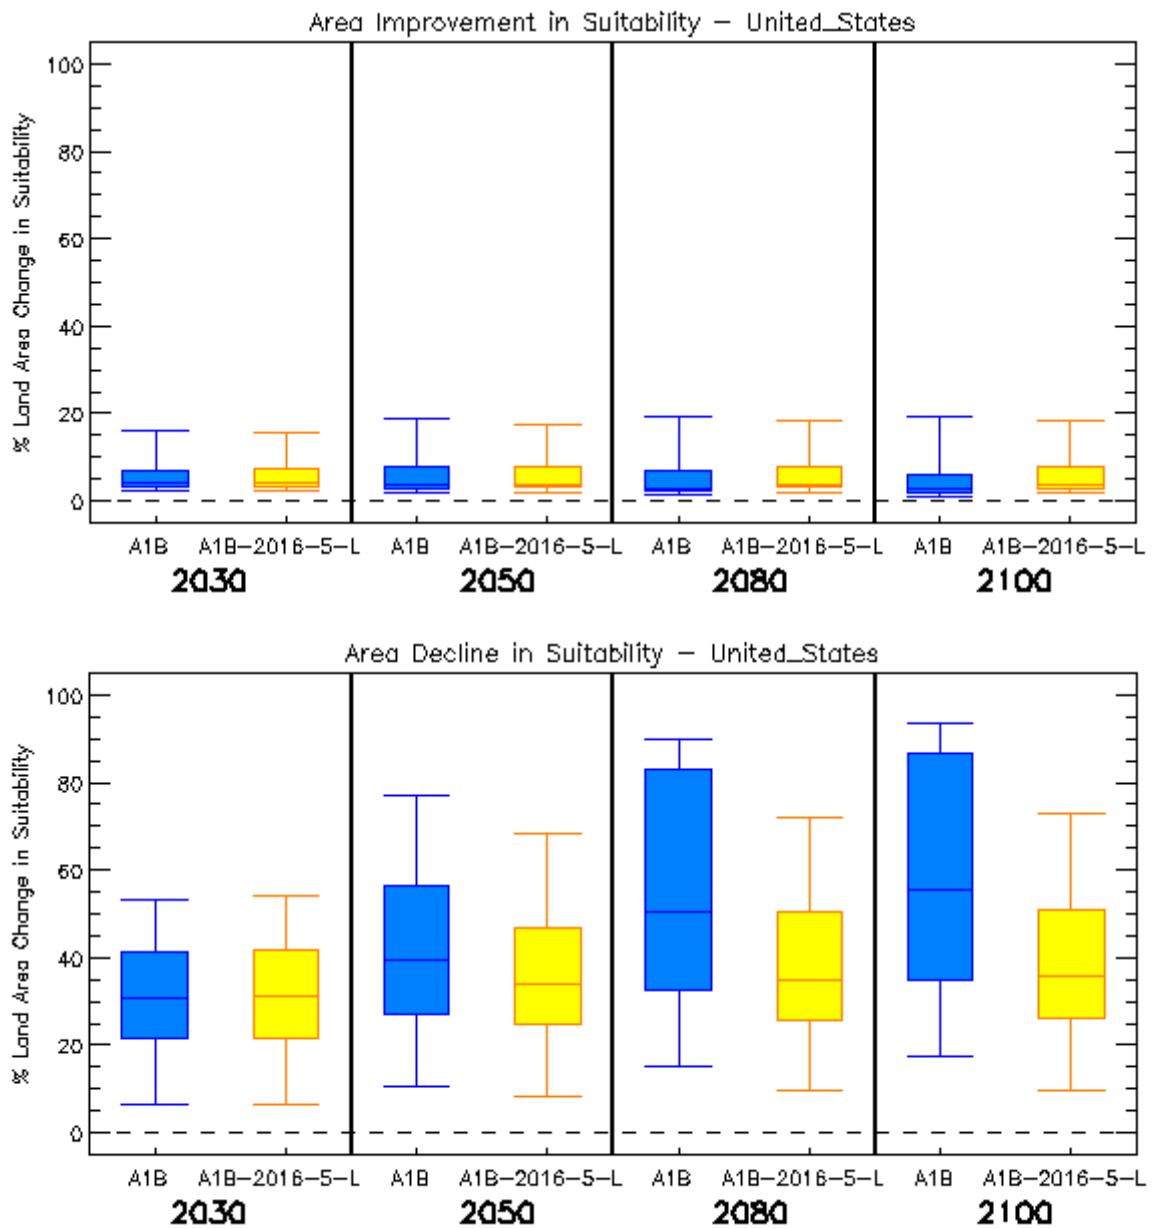 Area Improvement in Suitability – United_States
% Land Area Change in Suitability
100
80
60
40
20
0
A1B A1B-2016-5-L A1B A1B-2016-5-L A1B A1B-2016-5-L A1B A1B-2016-5-L
2030 2050 2080 2100
Area Decline in Suitability – United_States
% Land Area Change in Suitability
100
80
60
40
20
0
A1B A1B-2016-5-L A1B A1B-2016-5-L A1B A1B-2016-5-L A1B A1B-2016-5-L
2030 2050 2080 2100